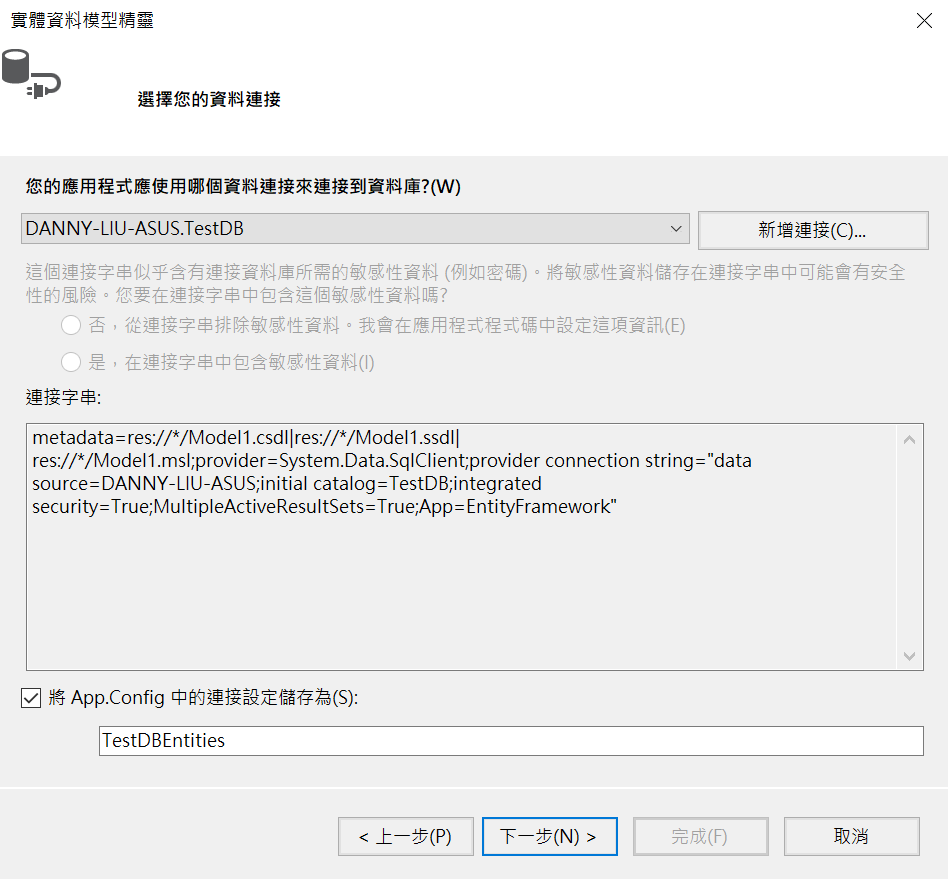 實體資料模型精靈
選擇您的資料連接
您的應用程式應使用哪個資料連接來連接到資料庫?(W)
DANNY-LIU-ASUS.TestDB
新增連接(C)...
這個連接字串似乎含有連接資料庫所需的敏感性資料 (例如密碼)。將敏感性資料儲存在連接字串中可能會有安全
性的風險。您要在連接字串中包含這個敏感性資料嗎?
否，從連接字串排除敏感性資料。我會在應用程式程式碼中設定這項資訊(E)
是，在連接字串中包含敏感性資料(I)
連接字串:
metadata=res://*/Model1.csdl|res://*/Model1.ssdl|
res://*/Model1.msl;provider=System.Data.SqlClient;provider connection string="data
source=DANNY-LIU-ASUS;initial catalog=TestDB;integrated
security=True;MultipleActiveResultSets=True;App=EntityFramework"
將 App.Config 中的連接設定儲存為(S):
TestDBEntities
< 上一步(P)
下一步(N) >
完成(F)
取消